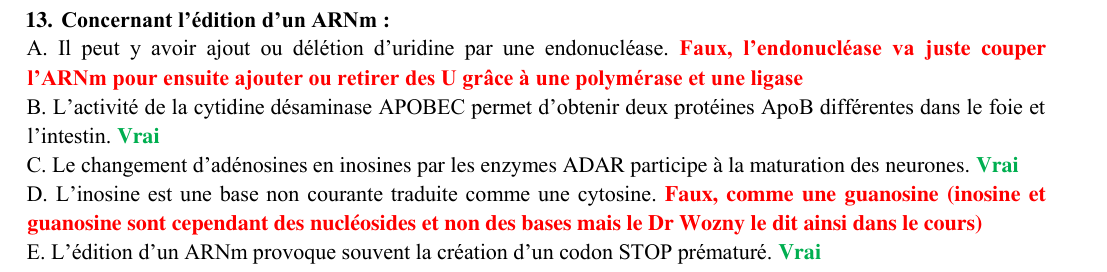 13. Concernant l’édition d’un ARNm :
A. Il peut y avoir ajout ou délétion d’uridine par une endonucléase. Faux, l’endonucléase va juste couper
l’ARNm pour ensuite ajouter ou retirer des U grâce à une polymérase et une ligase
B. L’activité de la cytidine désaminase APOBEC permet d’obtenir deux protéines ApoB différentes dans le foie et
l’intestin. Vrai
C. Le changement d’adénosines en inosines par les enzymes ADAR participe à la maturation des neurones. Vrai
D. L’inosine est une base non courante traduite comme une cytosine. Faux, comme une guanosine (inosine et
guanosine sont cependant des nucléosides et non des bases mais le Dr Wozny le dit ainsi dans le cours)
E. L’édition d’un ARNm provoque souvent la création d’un codon STOP prématuré. Vrai